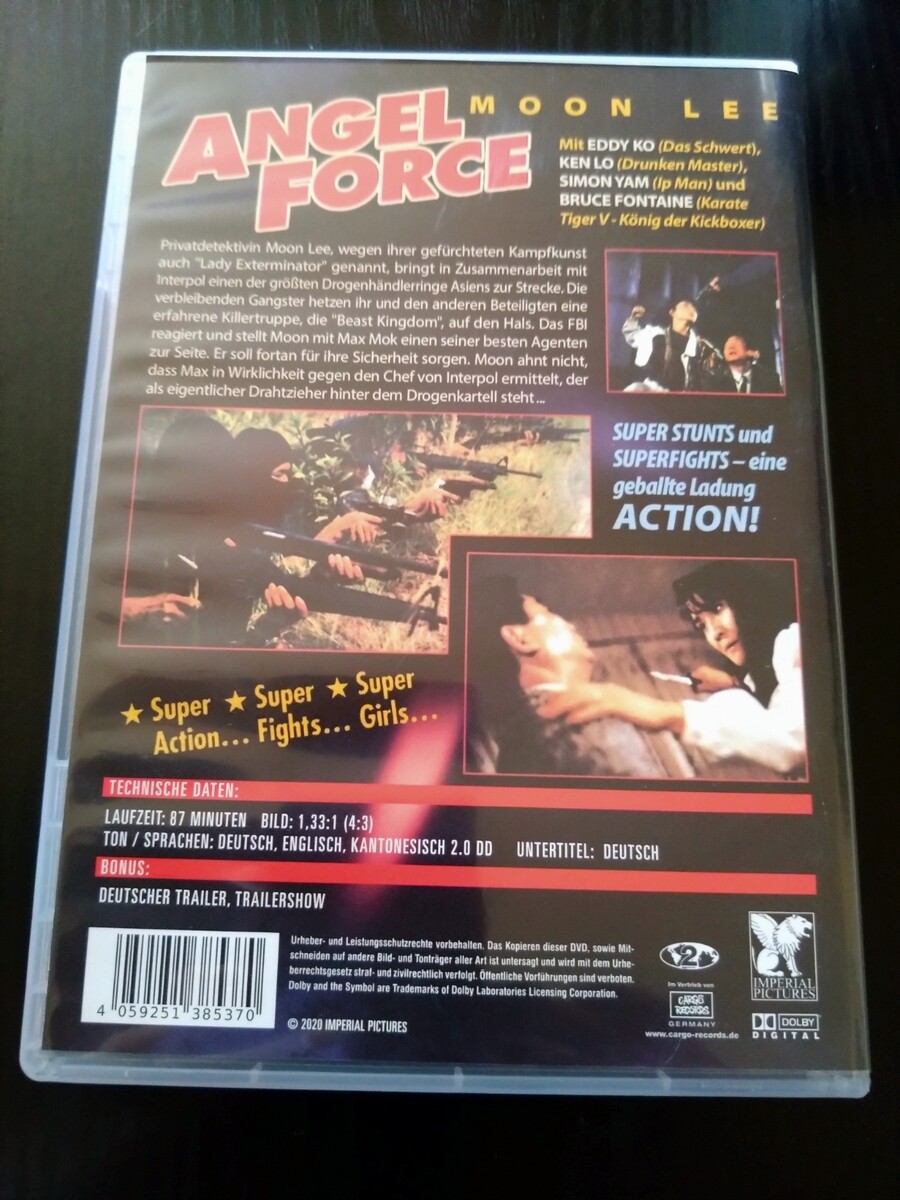 ANGEL
FORCE
MOON LEE
Mit EDDY KO (Das Schwert),
KEN LO (Drunken Master),
SIMON YAM (Ip Man) und
BRUCE FONTAINE (Karate
Tiger V - König der Kickboxer)
Privatdetektivin Moon Lee, wegen ihrer gefürchteten Kampfkunst
auch "Lady Exterminator" genannt, bringt in Zusammenarbeit mit
Interpol einen der größten Drogenhändlerringe Asiens zur Strecke. Die
verbleibenden Gangster hetzen ihr und den anderen Beteiligten eine
erfahrene Killertruppe, die "Beast Kingdom", auf den Hals. Das FBI
reagiert und stellt Moon mit Max Mok einen seiner besten Agenten
zur Seite. Er soll fortan für ihre Sicherheit sorgen. Moon ahnt nicht,
dass Max in Wirklichkeit gegen den Chef von Interpol ermittelt, der
als eigentlicher Drahtzieher hinter dem Drogenkartell steht ...
SUPER STUNTS und
SUPERFIGHTS – eine
geballte Ladung
ACTION!
★ Super ★ Super ★ Super
Action... Fights... Girls...
TECHNISCHE DATEN:
LAUFZEIT: 87 MINUTEN BILD: 1,33:1 (4:3)
TON / SPRACHEN: DEUTSCH, ENGLISCH, KANTONESISCH 2.0 DD UNTERTITEL: DEUTSCH
BONUS:
DEUTSCHER TRAILER, TRAILERSHOW
4 059251 385370
Urheber- und Leistungsschutzrechte vorbehalten. Das Kopieren dieser DVD, sowie Mit-
schneiden auf andere Bild- und Tonträger aller Art ist untersagt und wird mit dem Urhe-
berrechtsgesetz straf- und zivilrechtlich verfolgt. Öffentliche Vorführungen sind verboten.
Dolby and the Symbol are Trademarks of Dolby Laboratories Licensing Corporation.
© 2020 IMPERIAL PICTURES
2
Im Vertrieb von
CARGO
RECORDS
GERMANY
www.cargo-records.de
IMPERIAL
PICTURES
DOLBY
DIGITAL